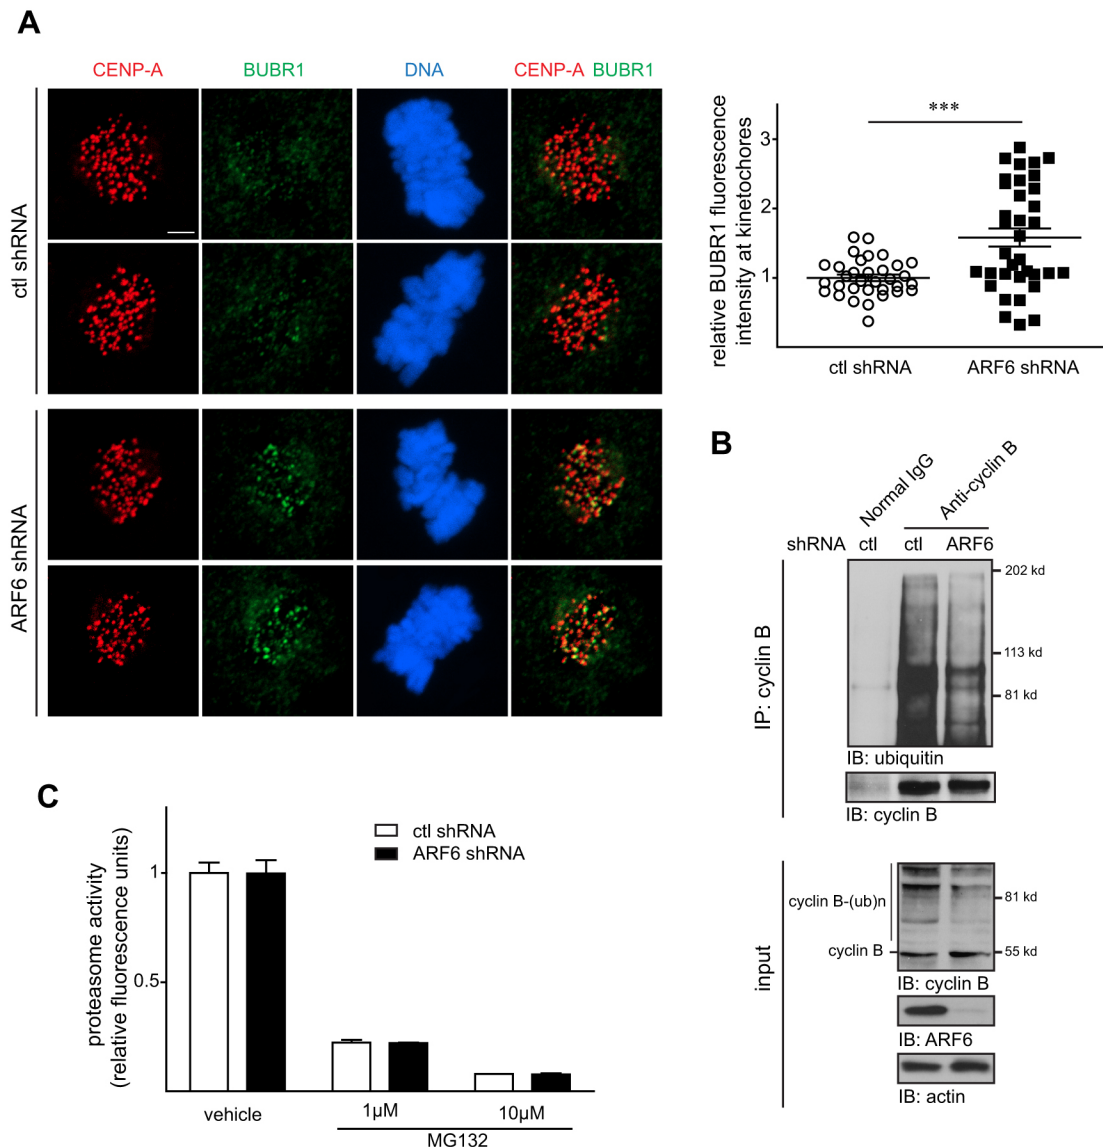 A
CENP-A BUBR1 DNA CENP-A BUBR1
ctl shRNA
ARF6 shRNA
relative BUBR1 fluorescence
intensity at kinetochores
***
3
2
1
ctl shRNA ARF6 shRNA
B
Normal IgG
Anti-cyclin B
shRNA ctl ctl ARF6
IP: cyclin B
202 kd
113 kd
81 kd
IB: ubiquitin
IB: cyclin B
input
cyclin B-(ub)n
81 kd
cyclin B
55 kd
IB: cyclin B
IB: ARF6
IB: actin
C
proteasome activity
(relative fluorescence units)
1
0.5
ctl shRNA
ARF6 shRNA
vehicle 1µM 10µM
MG132